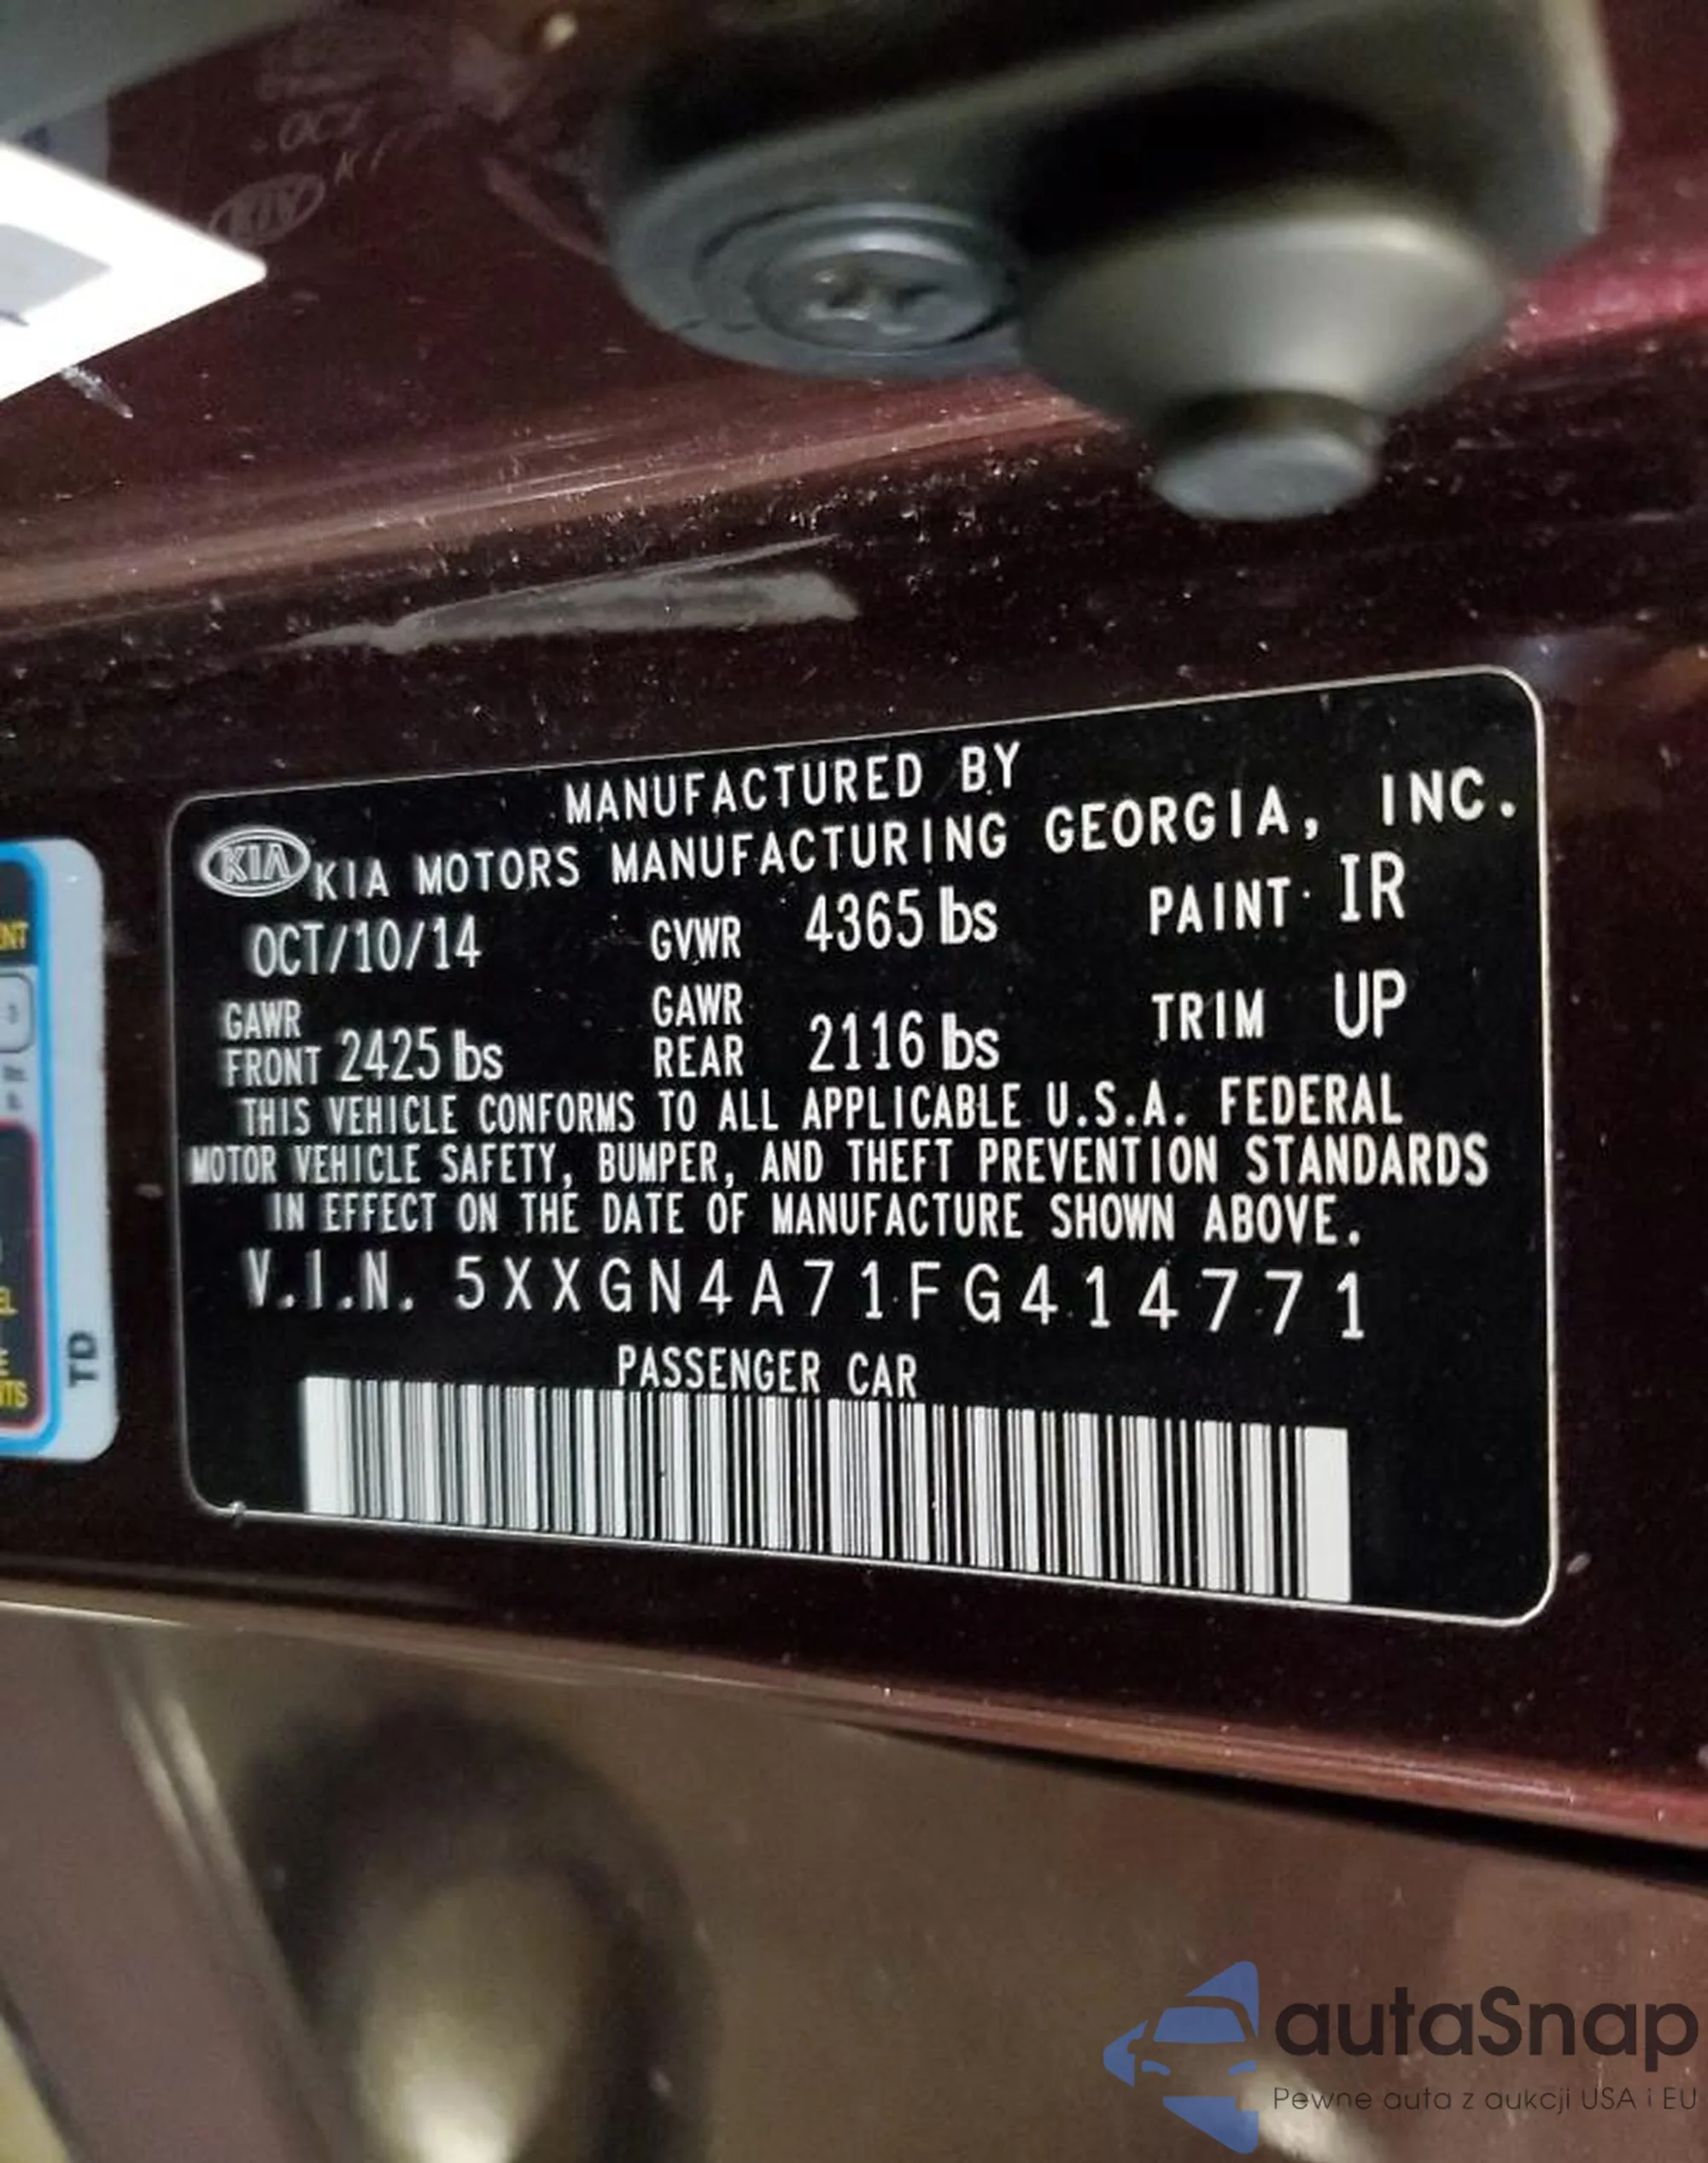 MANUFACTURED BY
KIA KIA MOTORS MANUFACTURING GEORGIA, INC.
OCT/10/14 GVWR 4365 lbs PAINT IR
GAWR FRONT 2425 lbs GAWR REAR 2116 lbs TRIM UP
THIS VEHICLE CONFORMS TO ALL APPLICABLE U.S.A. FEDERAL
MOTOR VEHICLE SAFETY, BUMPER, AND THEFT PREVENTION STANDARDS
IN EFFECT ON THE DATE OF MANUFACTURE SHOWN ABOVE.
V.I.N. 5XXGN4A71FG414771
PASSENGER CAR
TD
autaSnap
Pewne auta z aukcji USA i EU